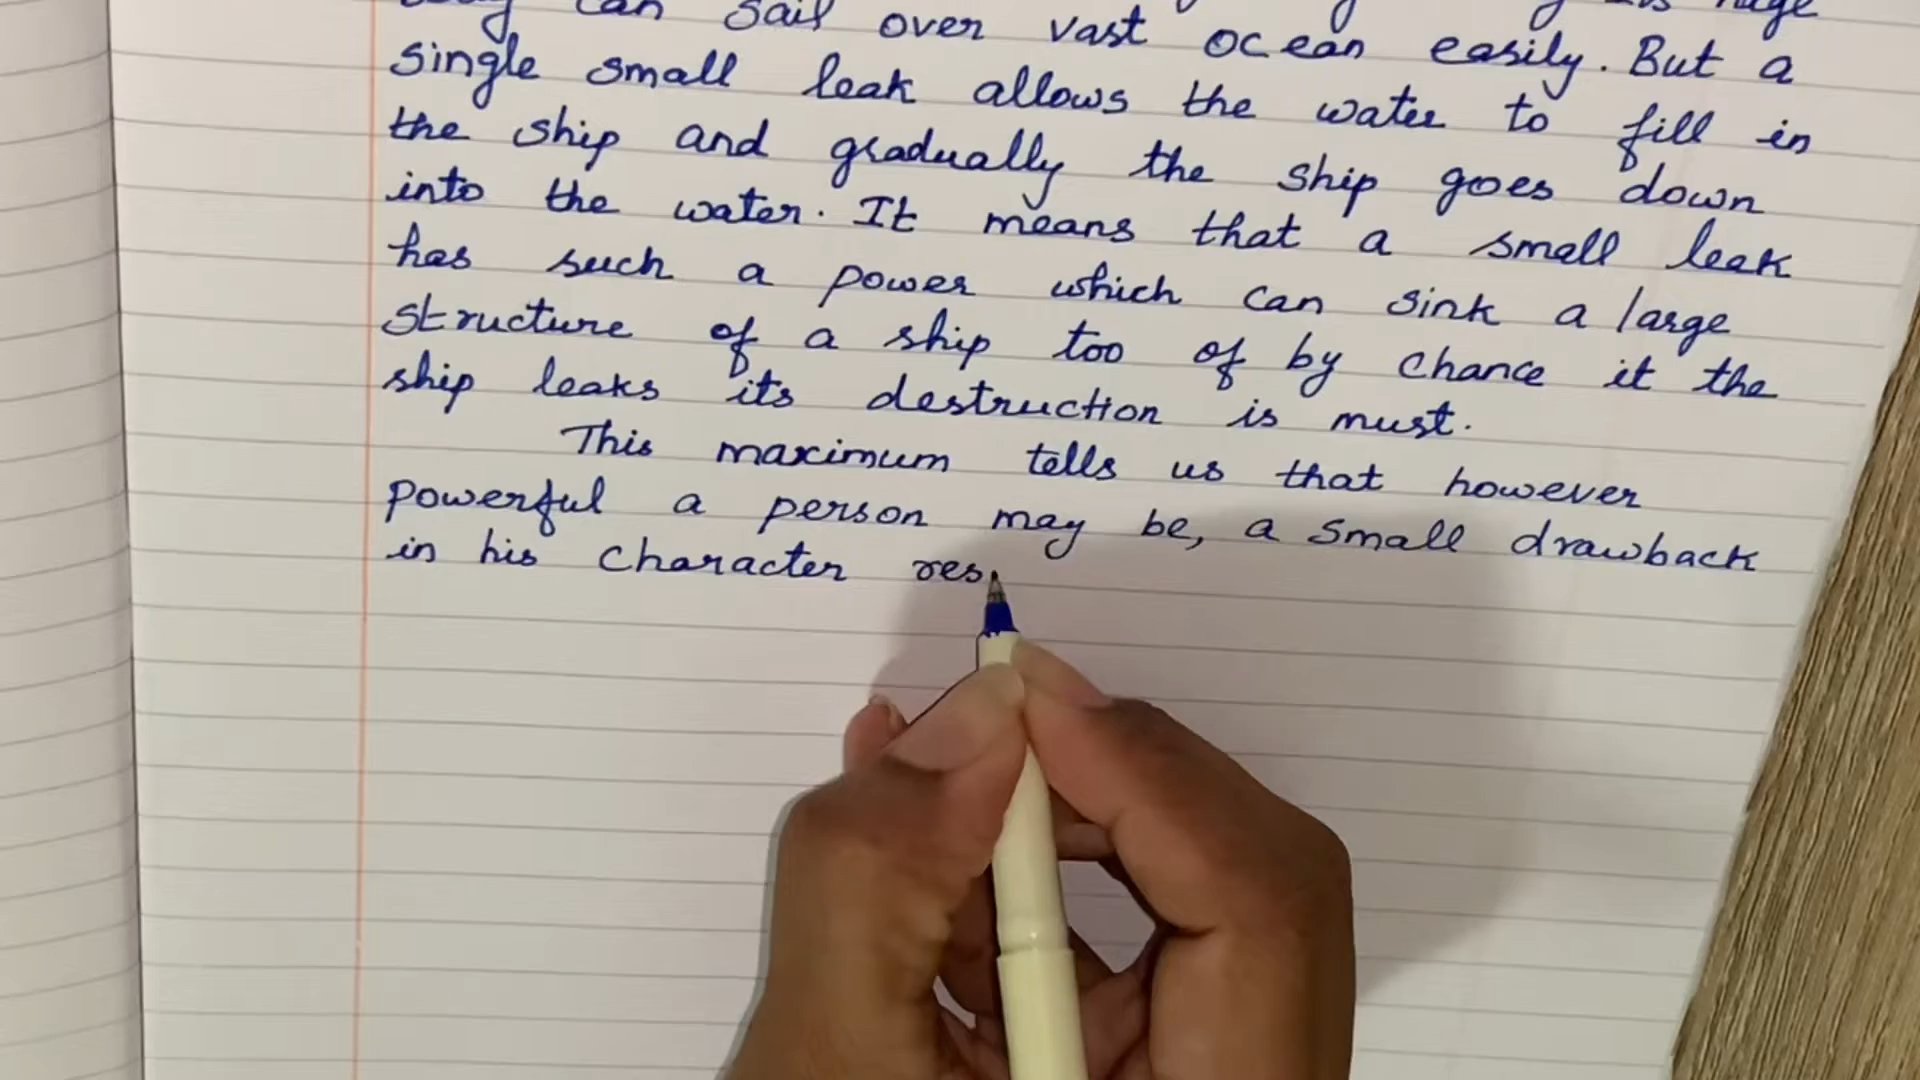 can sail over vast ocean easily. But a
single small leak allows the water to fill in
the ship and gradually the ship goes down
into the water. It means that a small leak
has such a power which can sink a large
structure of a ship too of by chance it the
ship leaks its destruction is must.
This maximum tells us that however
powerful a person may be, a small drawback
in his character res